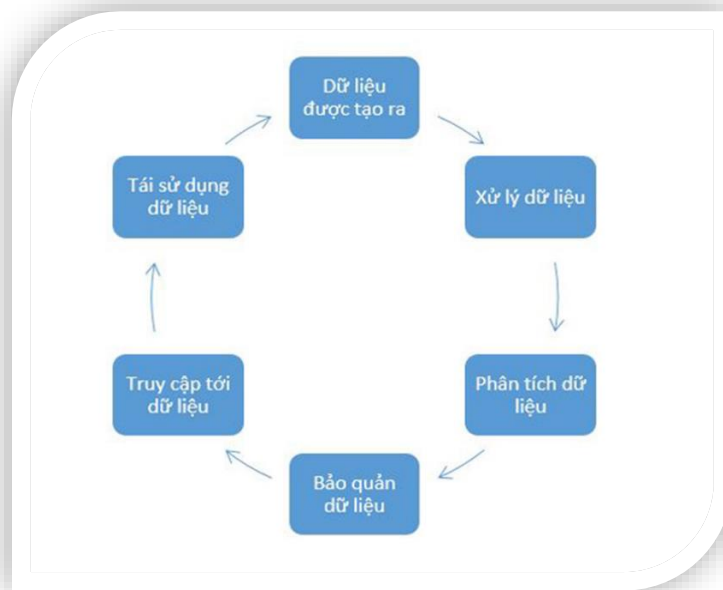 Dữ liệu
được tạo ra
Xử lý dữ liệu
Phân tích dữ
liệu
Bảo quản
dữ liệu
Truy cập tới
dữ liệu
Tái sử dụng
dữ liệu